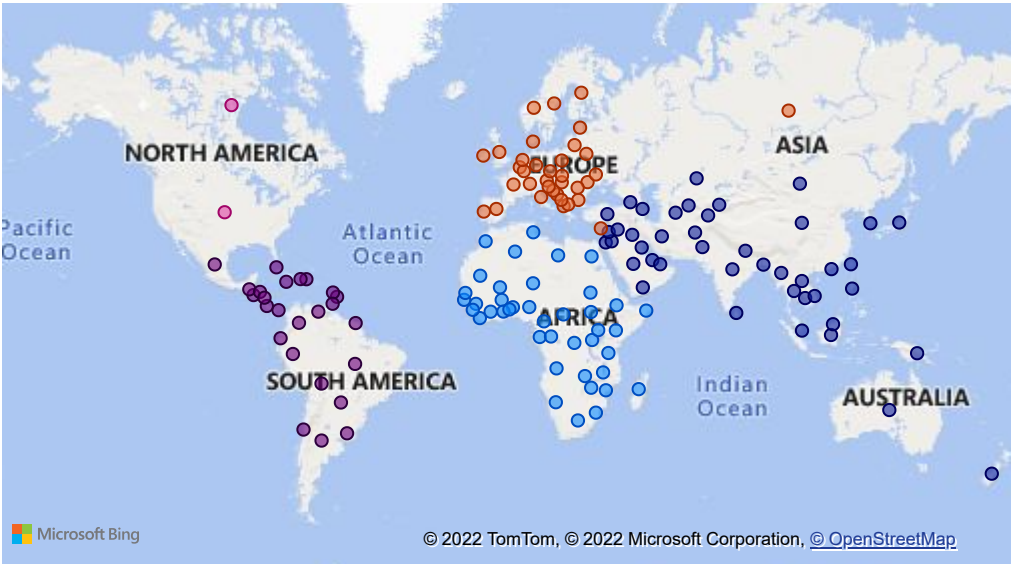 NORTH AMERICA
EUROPE
ASIA
Pacific
Ocean
Atlantic
Ocean
AFRICA
SOUTH AMERICA
Indian
Ocean
AUSTRALIA
Microsoft Bing
© 2022 TomTom, © 2022 Microsoft Corporation, © OpenStreetMap